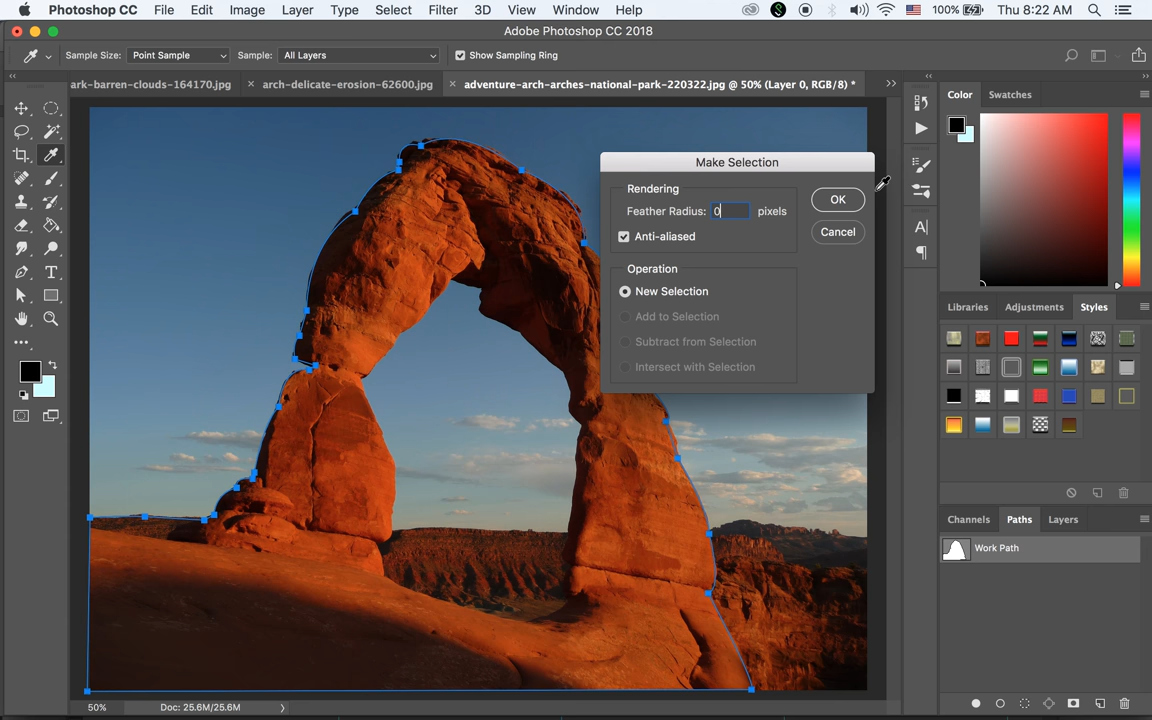 Photoshop CC File Edit Image Layer Type Select Filter 3D View Window Help 100% Thu 8:22 AM
Adobe Photoshop CC 2018
Sample Size: Point Sample Sample: All Layers Show Sampling Ring
ark-barren-clouds-164170.jpg × arch-delicate-erosion-62600.jpg × adventure-arch-arches-national-park-220322.jpg @ 50% (Layer 0, RGB/8) *
Color Swatches
Make Selection
Rendering
Feather Radius: 0 pixels
Anti-aliased
OK
Cancel
Operation
New Selection
Add to Selection
Subtract from Selection
Intersect with Selection
Libraries Adjustments Styles
Channels Paths Layers
Work Path
50% Doc: 25.6M/25.6M